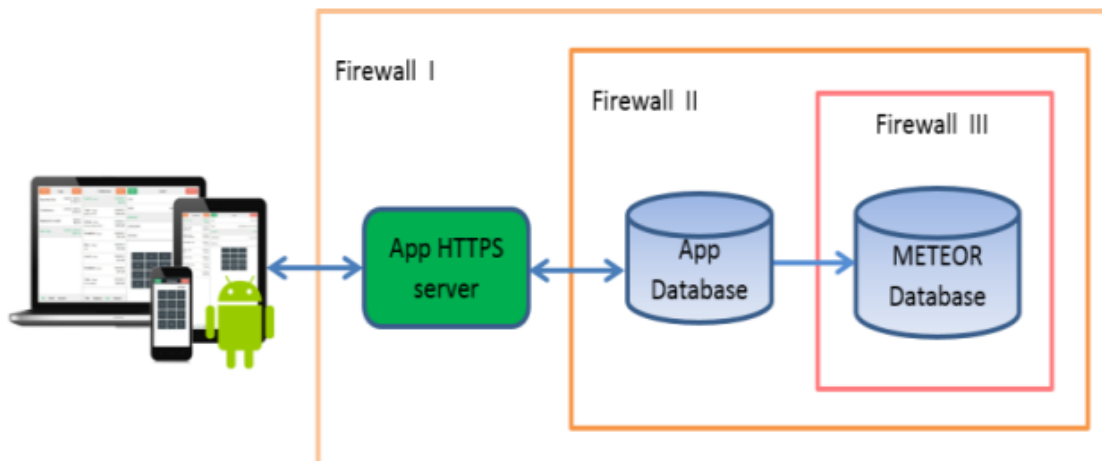 Firewall I
Firewall II
Firewall III
App HTTPS
server
App
Database
METEOR
Database